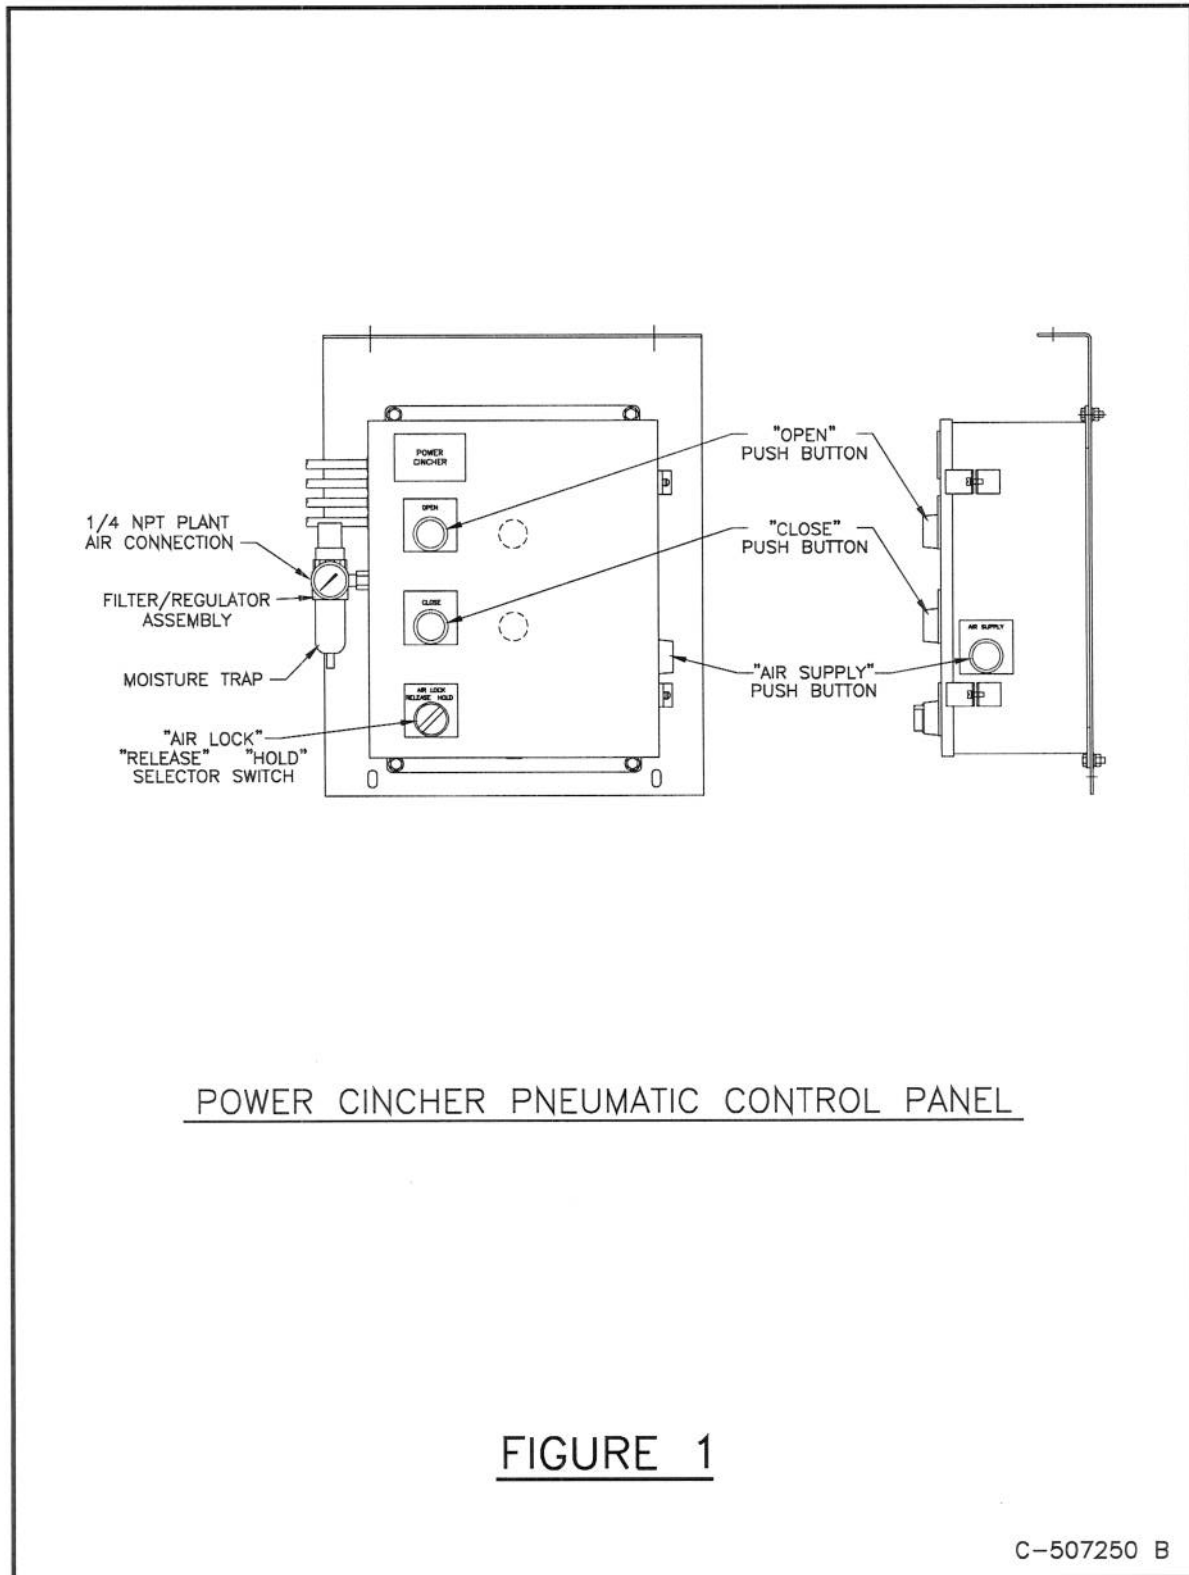 POWER
CINCHER
OPEN
CLOSE
AIR LOCK
RELEASE HOLD
1/4 NPT PLANT
AIR CONNECTION
FILTER/REGULATOR
ASSEMBLY
MOISTURE TRAP
"AIR LOCK"
"RELEASE" "HOLD"
SELECTOR SWITCH
"OPEN"
PUSH BUTTON
"CLOSE"
PUSH BUTTON
"AIR SUPPLY"
PUSH BUTTON
AIR SUPPLY
POWER CINCHER PNEUMATIC CONTROL PANEL
FIGURE 1
C-507250 B